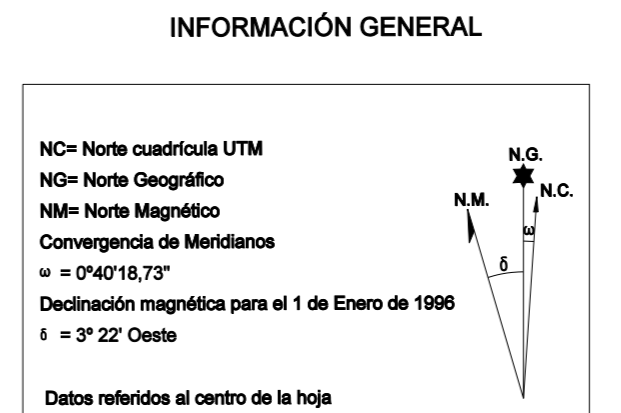 INFORMACIÓN GENERAL
NC= Norte cuadrícula UTM
NG= Norte Geográfico
NM= Norte Magnético
Convergencia de Meridianos
ω = 0º40'18,73"
Declinación magnética para el 1 de Enero de 1996
δ = 3º 22' Oeste
Datos referidos al centro de la hoja
N.G.
N.M.
N.C.
ω
δ